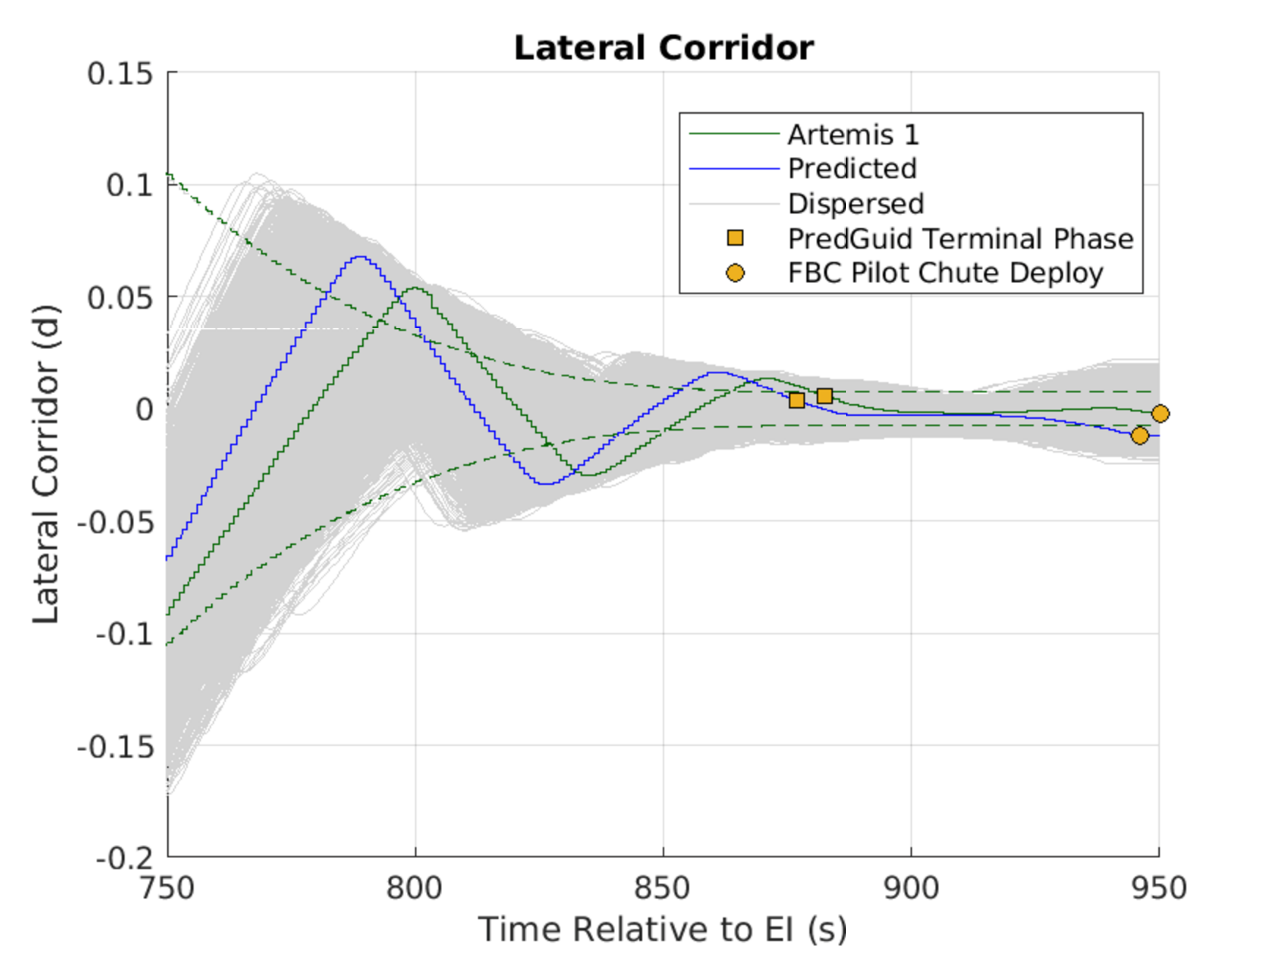 Lateral Corridor
0.15
0.1
0.05
0
-0.05
-0.1
-0.15
-0.2
Lateral Corridor (d)
Artemis 1
Predicted
Dispersed
PredGuid Terminal Phase
FBC Pilot Chute Deploy
750 800 850 900 950
Time Relative to EI (s)